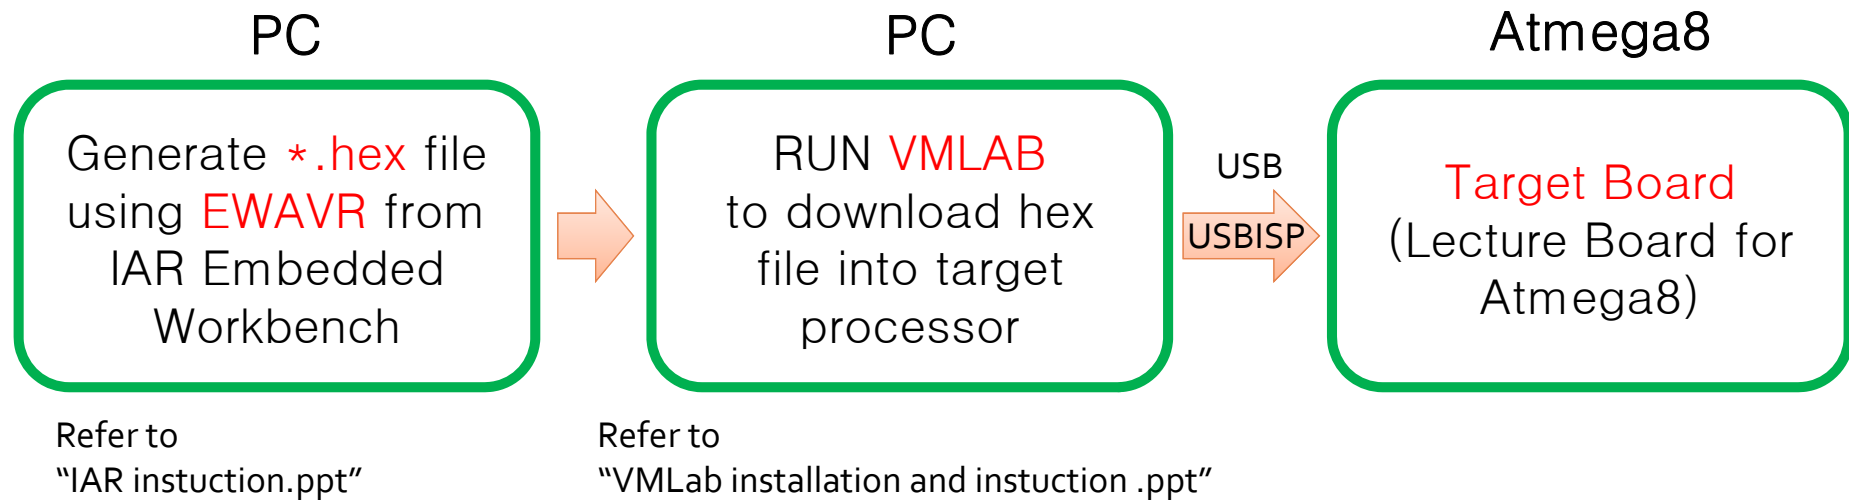 PC
Generate *.hex file
using EWAVR from
IAR Embedded
Workbench
Refer to
“IAR instuction.ppt”
PC
RUN VMLAB
to download hex
file into target
processor
Refer to
“VMLab installation and instuction .ppt”
USB
USBISP
Atmega8
Target Board
(Lecture Board for
Atmega8)